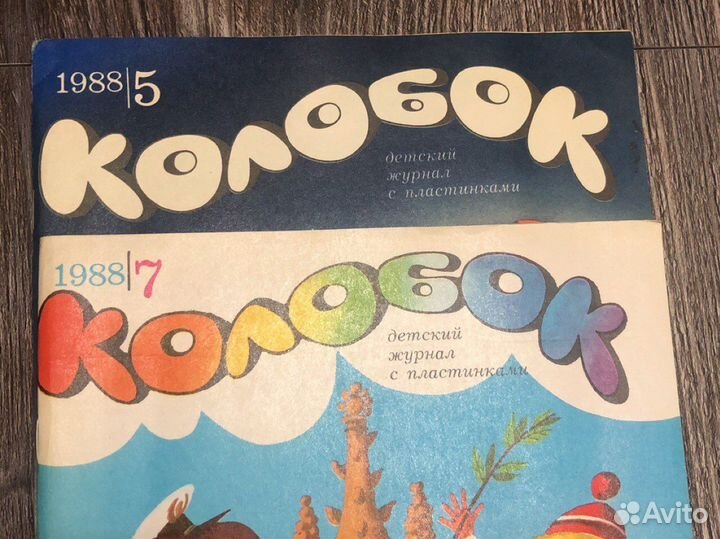 1988/5
КОЛОБОК
детский
журнал
с пластинками
1988/7
КОЛОБОК
детский
журнал
с пластинками
Avito